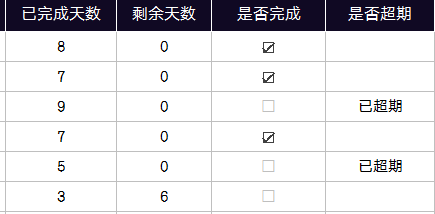 已完成天数 剩余天数 是否完成 是否超期
8 0 ☑
7 0 ☑
9 0 ☐ 已超期
7 0 ☑
5 0 ☐ 已超期
3 6 ☐